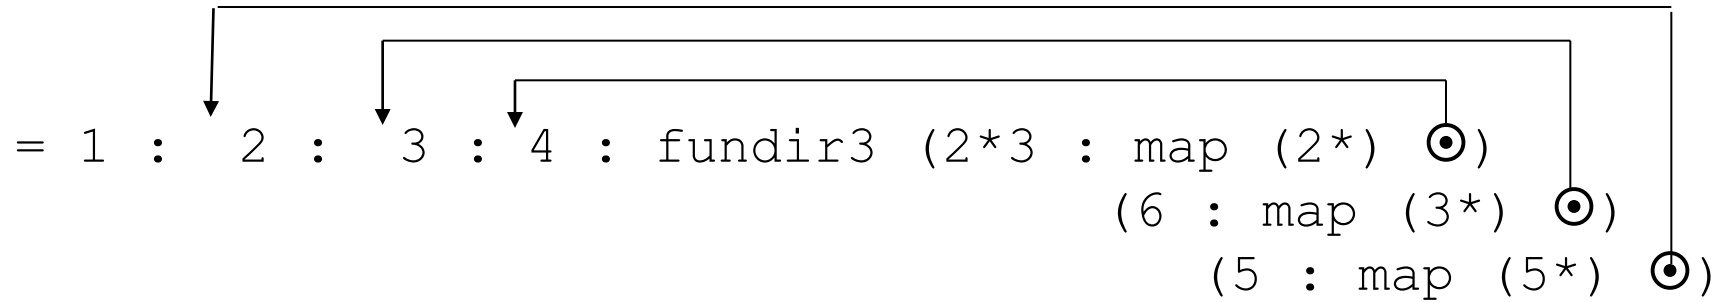 = 1 : 2 : 3 : 4 : fundir3 (2*3 : map (2*) ⊙)
(6 : map (3*) ⊙)
(5 : map (5*) ⊙)